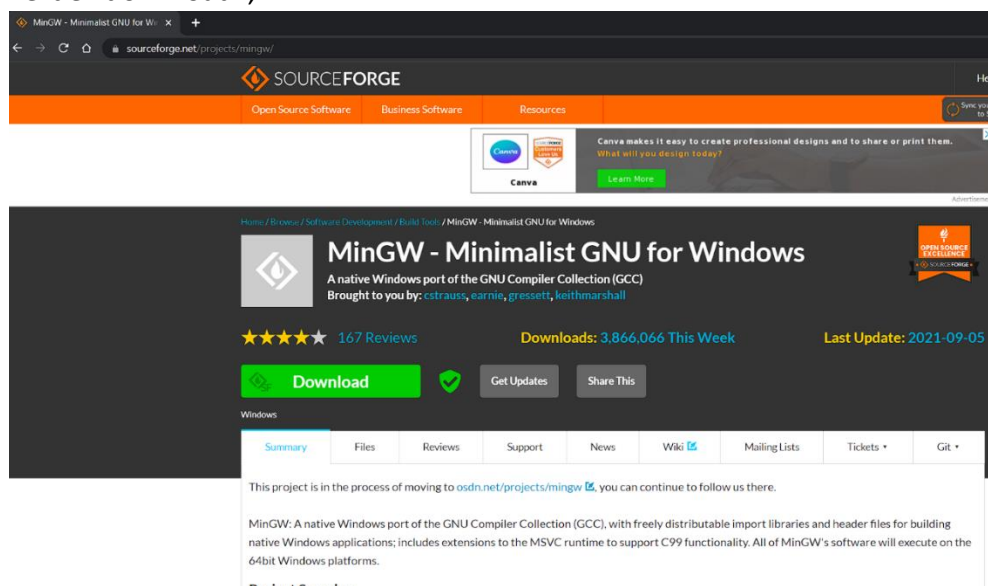 MinGW - Minimalist GNU for Wi
sourceforge.net/projects/mingw/
SOURCEFORGE
He
Open Source Software Business Software Resources
Sync you
to S
Canva
Canva makes it easy to create professional designs and to share or print them.
What will you design today?
Learn More
Home / Browse / Software Development / Build Tools / MinGW - Minimalist GNU for Windows
MinGW - Minimalist GNU for Windows
A native Windows port of the GNU Compiler Collection (GCC)
Brought to you by: cstrauss, earnie, gressett, keithmarshall
OPEN SOURCE
EXCELLENCE
SOURCEFORGE
167 Reviews Downloads: 3,866,066 This Week Last Update: 2021-09-05
Download Get Updates Share This
Windows
Summary Files Reviews Support News Wiki Mailing Lists Tickets Git
This project is in the process of moving to osdn.net/projects/mingw, you can continue to follow us there.
MinGW: A native Windows port of the GNU Compiler Collection (GCC), with freely distributable import libraries and header files for building
native Windows applications; includes extensions to the MSVC runtime to support C99 functionality. All of MinGW's software will execute on the
64bit Windows platforms.